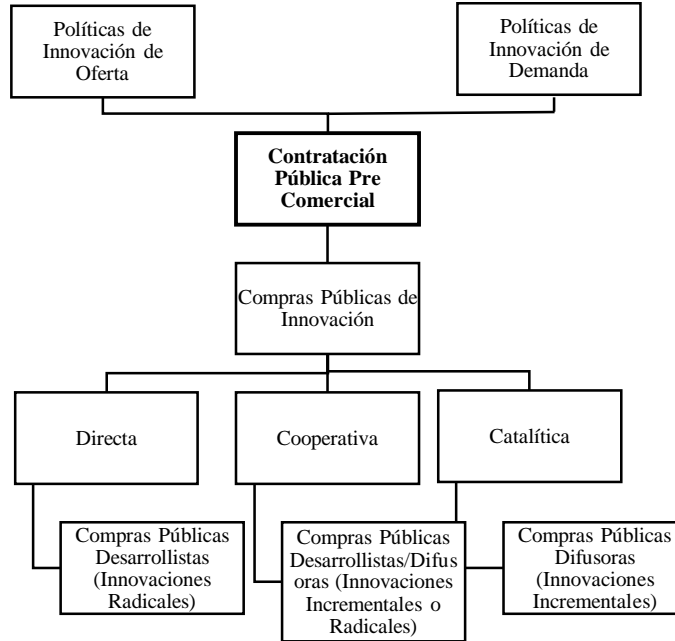 Políticas de
Innovación de
Oferta
Políticas de
Innovación de
Demanda
Contratación
Pública Pre
Comercial
Compras Públicas de
Innovación
Directa
Cooperativa
Catalítica
Compras Públicas
Desarrollistas
(Innovaciones
Radicales)
Compras Públicas
Desarrollistas/Difus
oras (Innovaciones
Incrementales o
Radicales)
Compras Públicas
Difusoras
(Innovaciones
Incrementales)